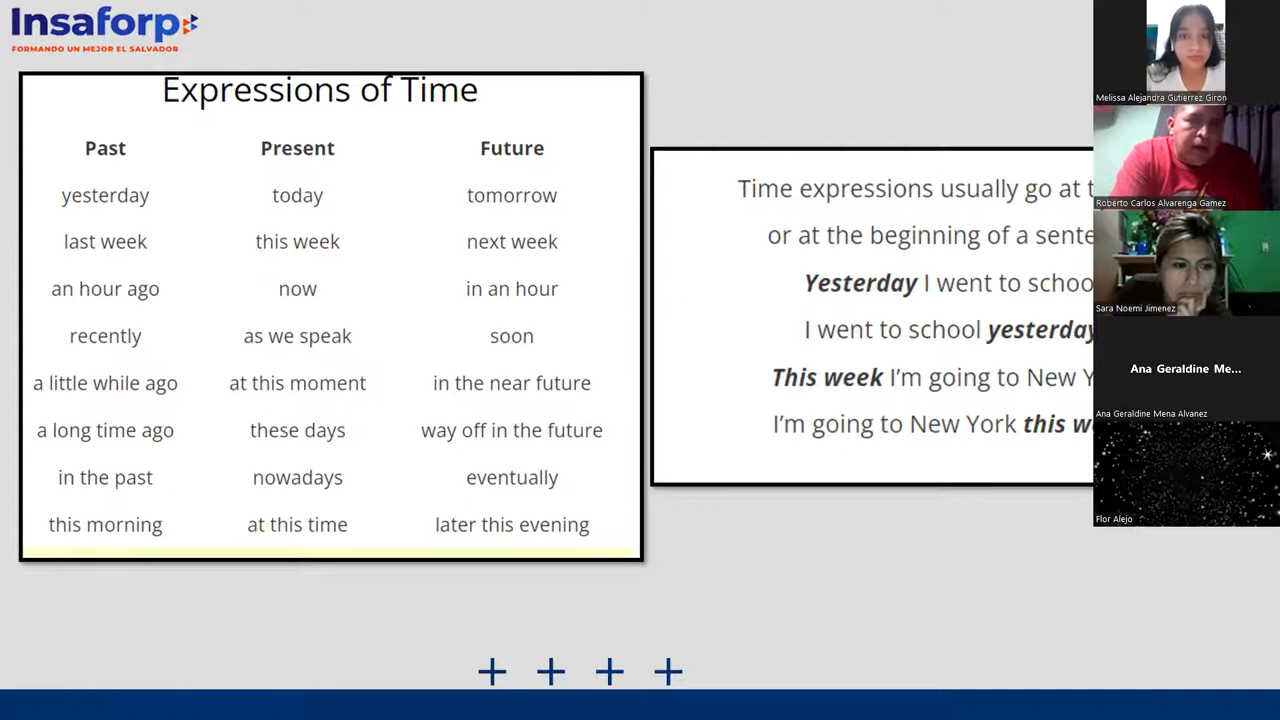 Insaforp
FORMANDO UN MEJOR EL SALVADOR
Expressions of Time
Past Present Future
yesterday today tomorrow
last week this week next week
an hour ago now in an hour
recently as we speak soon
a little while ago at this moment in the near future
a long time ago these days way off in the future
in the past nowadays eventually
this morning at this time later this evening
Time expressions usually go at
or at the beginning of a
Yesterday I went to
I went to school yesterday
This week I'm going to New
I'm going to New York this
Melissa Alejandra Gutierrez Giron
Roberto Carlos Alvarenga Gamez
Sara Noemi Jimenez
Ana Geraldine Me...
Ana Geraldine Mena Alvanez
Flor Alejo